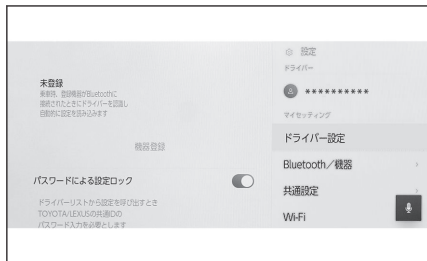 未登録
乗車時、登録機器がBluetoothに
接続されたときにドライバーを認識し
自動的に設定を読み込みます
機器登録
パスワードによる設定ロック
ドライバーリストから設定を呼び出すとき
TOYOTA/LEXUSの共通IDの
パスワード入力を必要とします
設定
ドライバー
**********
マイセッティング
ドライバー設定
Bluetooth/機器
共通設定
Wi-Fi